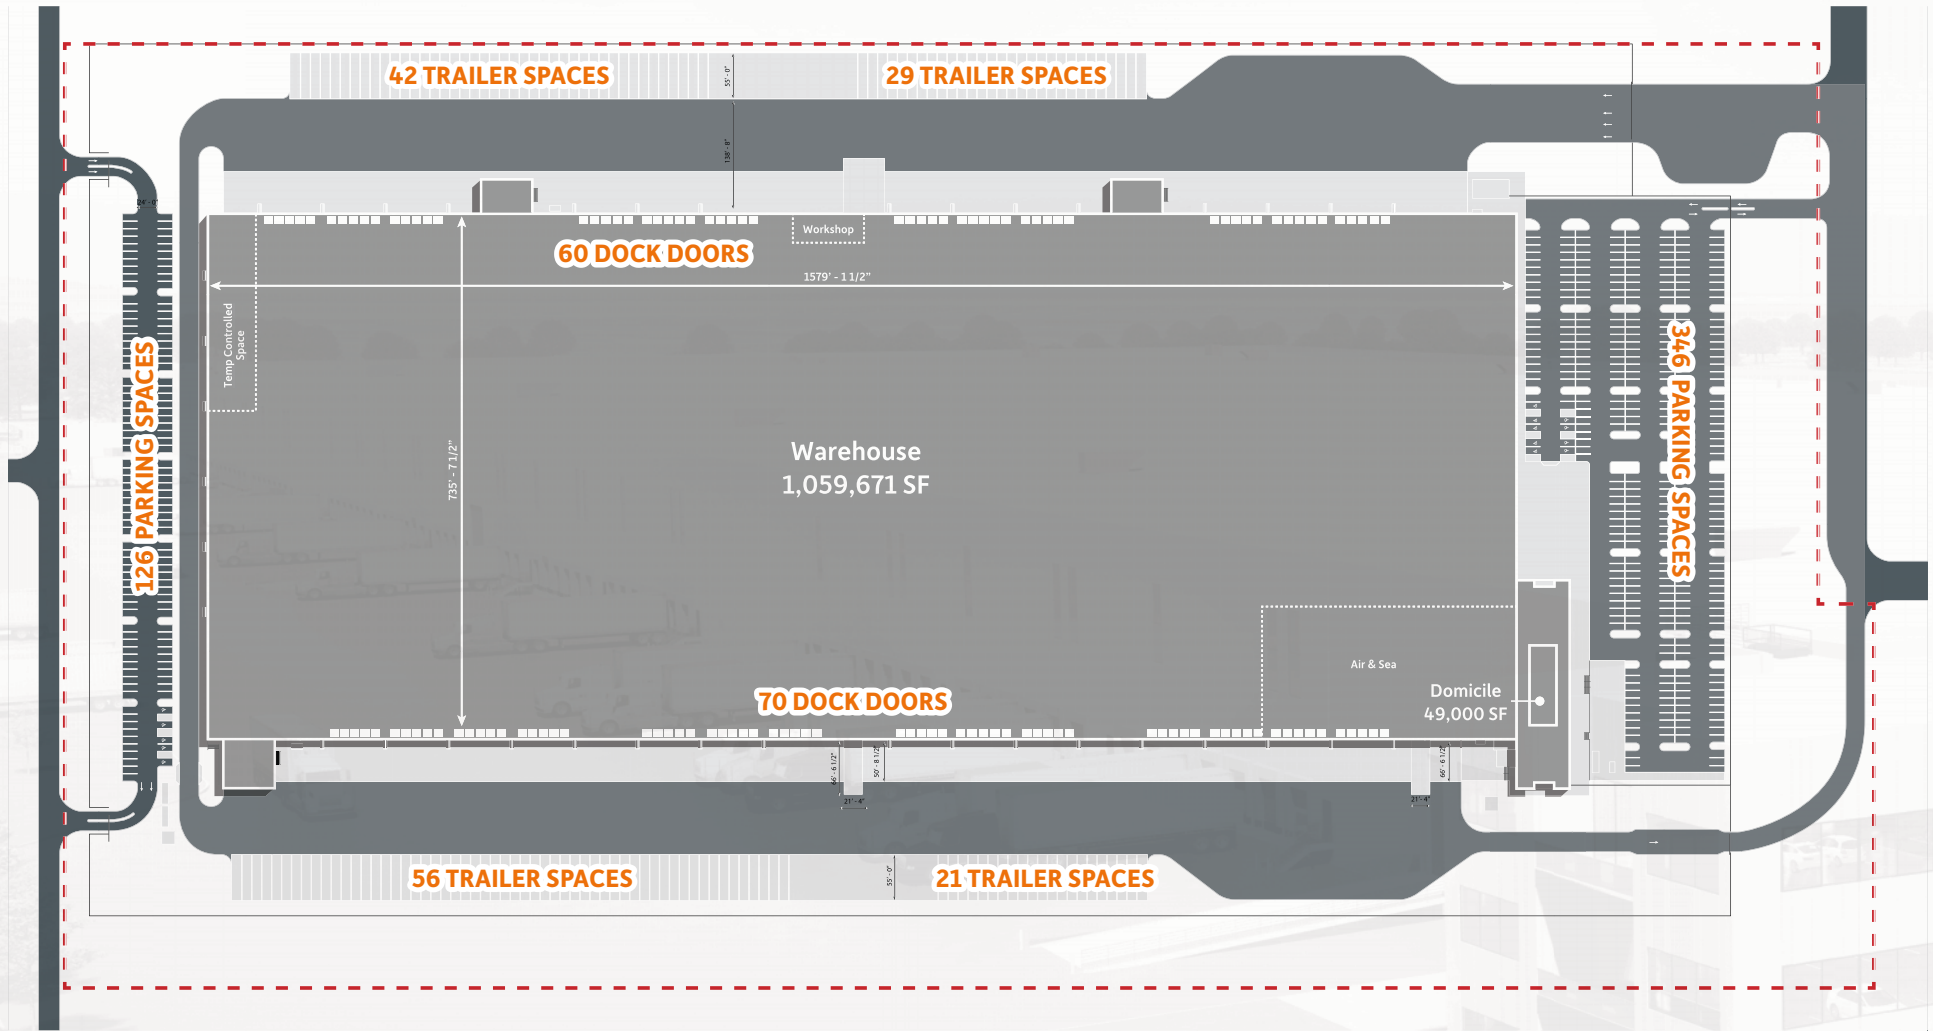 42 TRAILER SPACES
55' - 0"
29 TRAILER SPACES
138' - 8"
24' - 0"
Workshop
60 DOCK DOORS
1579' - 1 1/2"
Temp Controlled
Space
126 PARKING SPACES
346 PARKING SPACES
735' - 7 1/2"
Warehouse
1,059,671 SF
Air & Sea
Domicile
49,000 SF
70 DOCK DOORS
66' - 6 1/2"
50' - 8 1/2"
21' - 4"
66' - 6 1/2"
21' - 4"
56 TRAILER SPACES
55' - 0"
21 TRAILER SPACES